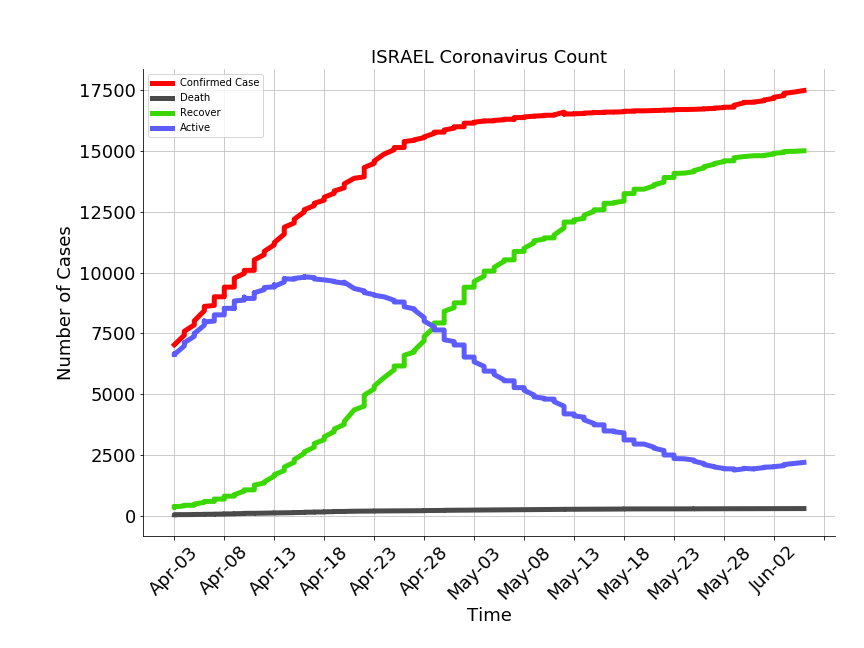 ISRAEL Coronavirus Count
Confirmed Case
Death
Recover
Active
17500
15000
12500
10000
7500
5000
2500
0
Number of Cases
Apr-03
Apr-08
Apr-13
Apr-18
Apr-23
Apr-28
May-03
May-08
May-13
May-18
May-23
May-28
Jun-02
Time